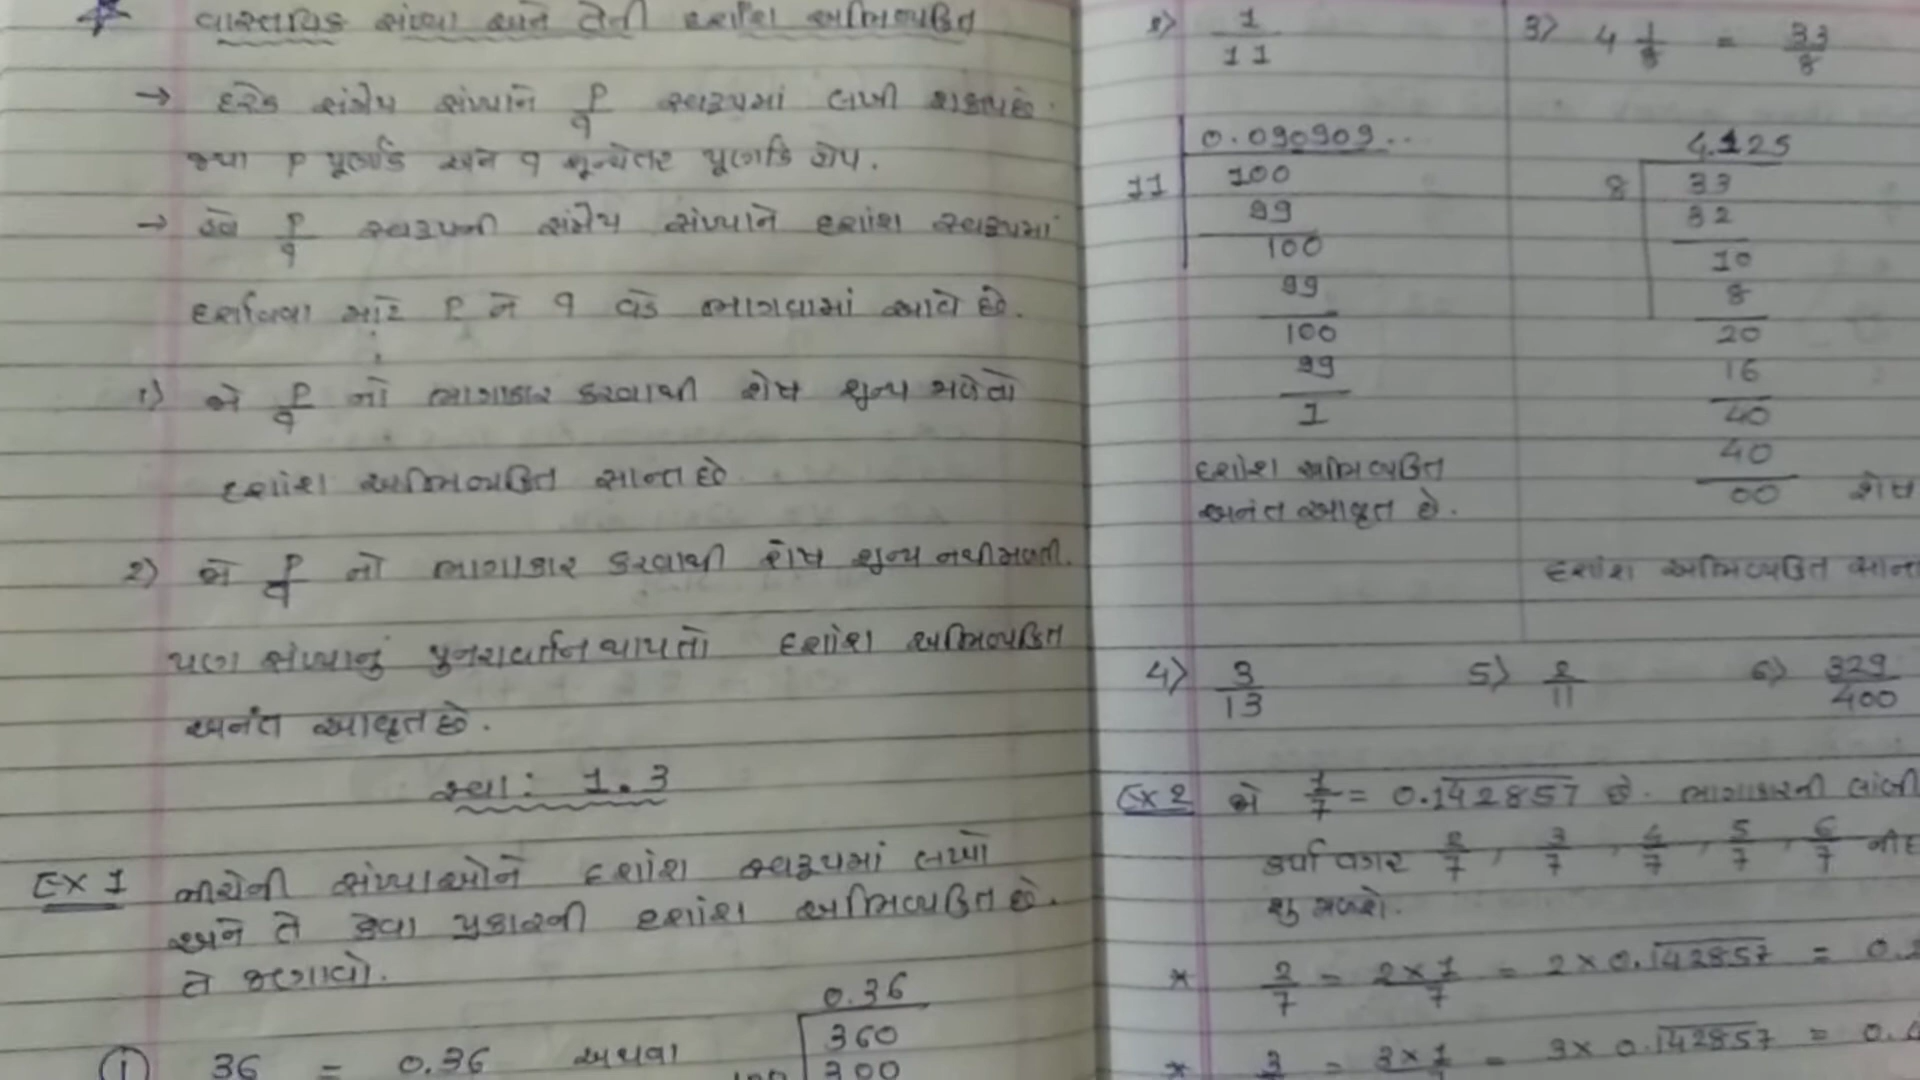 વાસ્તવિક સંખ્યા અને તેની દશાંશ અભિવ્યક્તિ
→ દરેક સંમેય સંખ્યાને p/q સ્વરૂપમાં લખી શકાય છે.
જ્યા p પૂર્ણાંક અને q શૂન્યેતર પૂર્ણાંક હોય.
→ હવે p/q સ્વરૂપની સંમેય સંખ્યાને દશાંશ સ્વરૂપમાં
દર્શાવવા માટે p ને q વડે ભાગવામાં આવે છે.
1) જો p/q નો ભાગાકાર કરવાથી શેષ શુન્ય મળેતો
દશાંશ અભિવ્યક્તિ સાન્ત છે
2) જો p/q નો ભાગાકાર કરવાથી શેષ શુન્ય નથી મળતી.
પણ સંખ્યાનું પુનરાવર્તન થાયતો દશાંશ અભિવ્યક્તિ
અનંત આવૃત છે.
સ્વા: 1.3
Ex 1 નીચેની સંખ્યાઓને દશાંશ સ્વરૂપમાં લખો
અને તે કેવા પ્રકારની દશાંશ અભિવ્યક્તિ છે.
તે જણાવો.
① 36 = 0.36 અથવા
0.36
360
300
2) 1/11
0.090909..
11 100
99
100
99
100
99
1
દશાંશ અભિવ્યક્તિ
અનંત આવૃત છે.
3) 4 1/8 = 33/8
4.125
8 33
32
10
8
20
16
40
40
00 શેષ
દશાંશ અભિવ્યક્તિ સાન્ત
4) 3/13 5) 2/11 6) 329/400
Ex 2 જો 1/7 = 0.142857 છે. ભાગાકારની લાંબી
કર્યા વગર 2/7, 3/7, 4/7, 5/7, 6/7 ની
શુ મળશે.
* 2/7 = 2×1/7 = 2×0.142857 = 0.2
* 3 = 3×1 = 3×0.142857 = 0.4